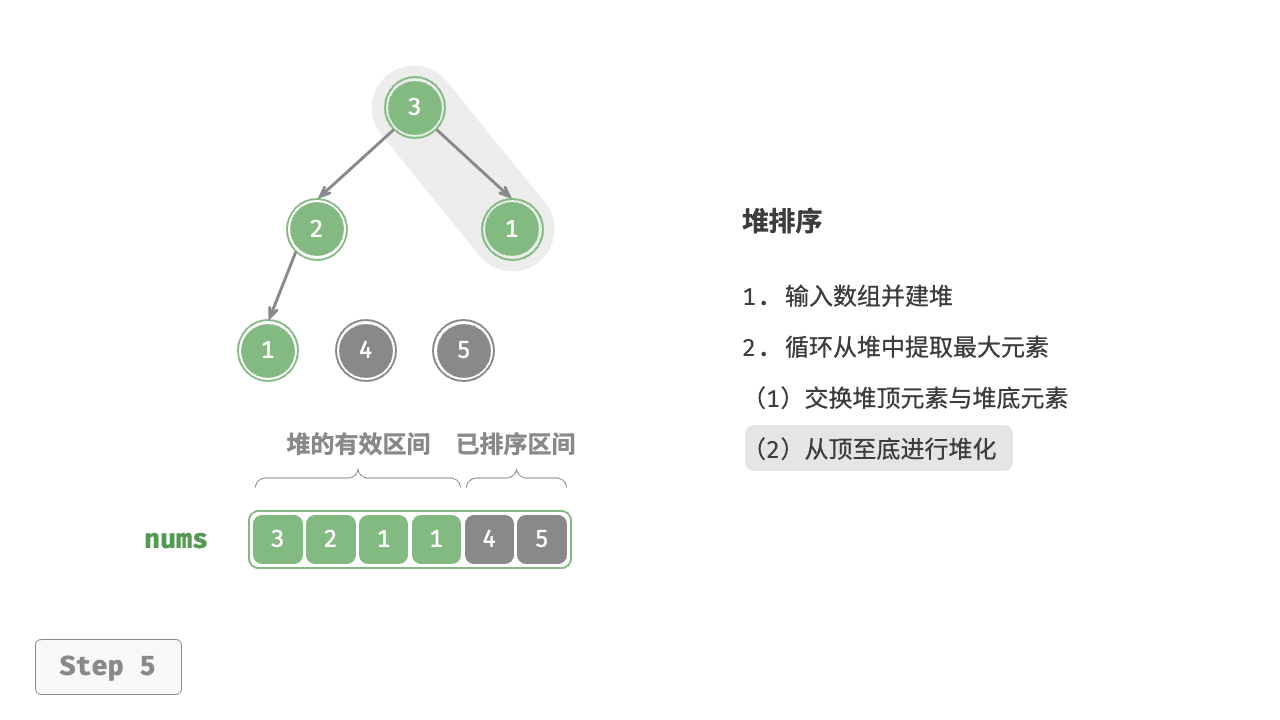 3
2 1
1 4 5
堆的有效区间 已排序区间
nums 3 2 1 1 4 5
Step 5
堆排序
1. 输入数组并建堆
2. 循环从堆中提取最大元素
（1）交换堆顶元素与堆底元素
（2）从顶至底进行堆化